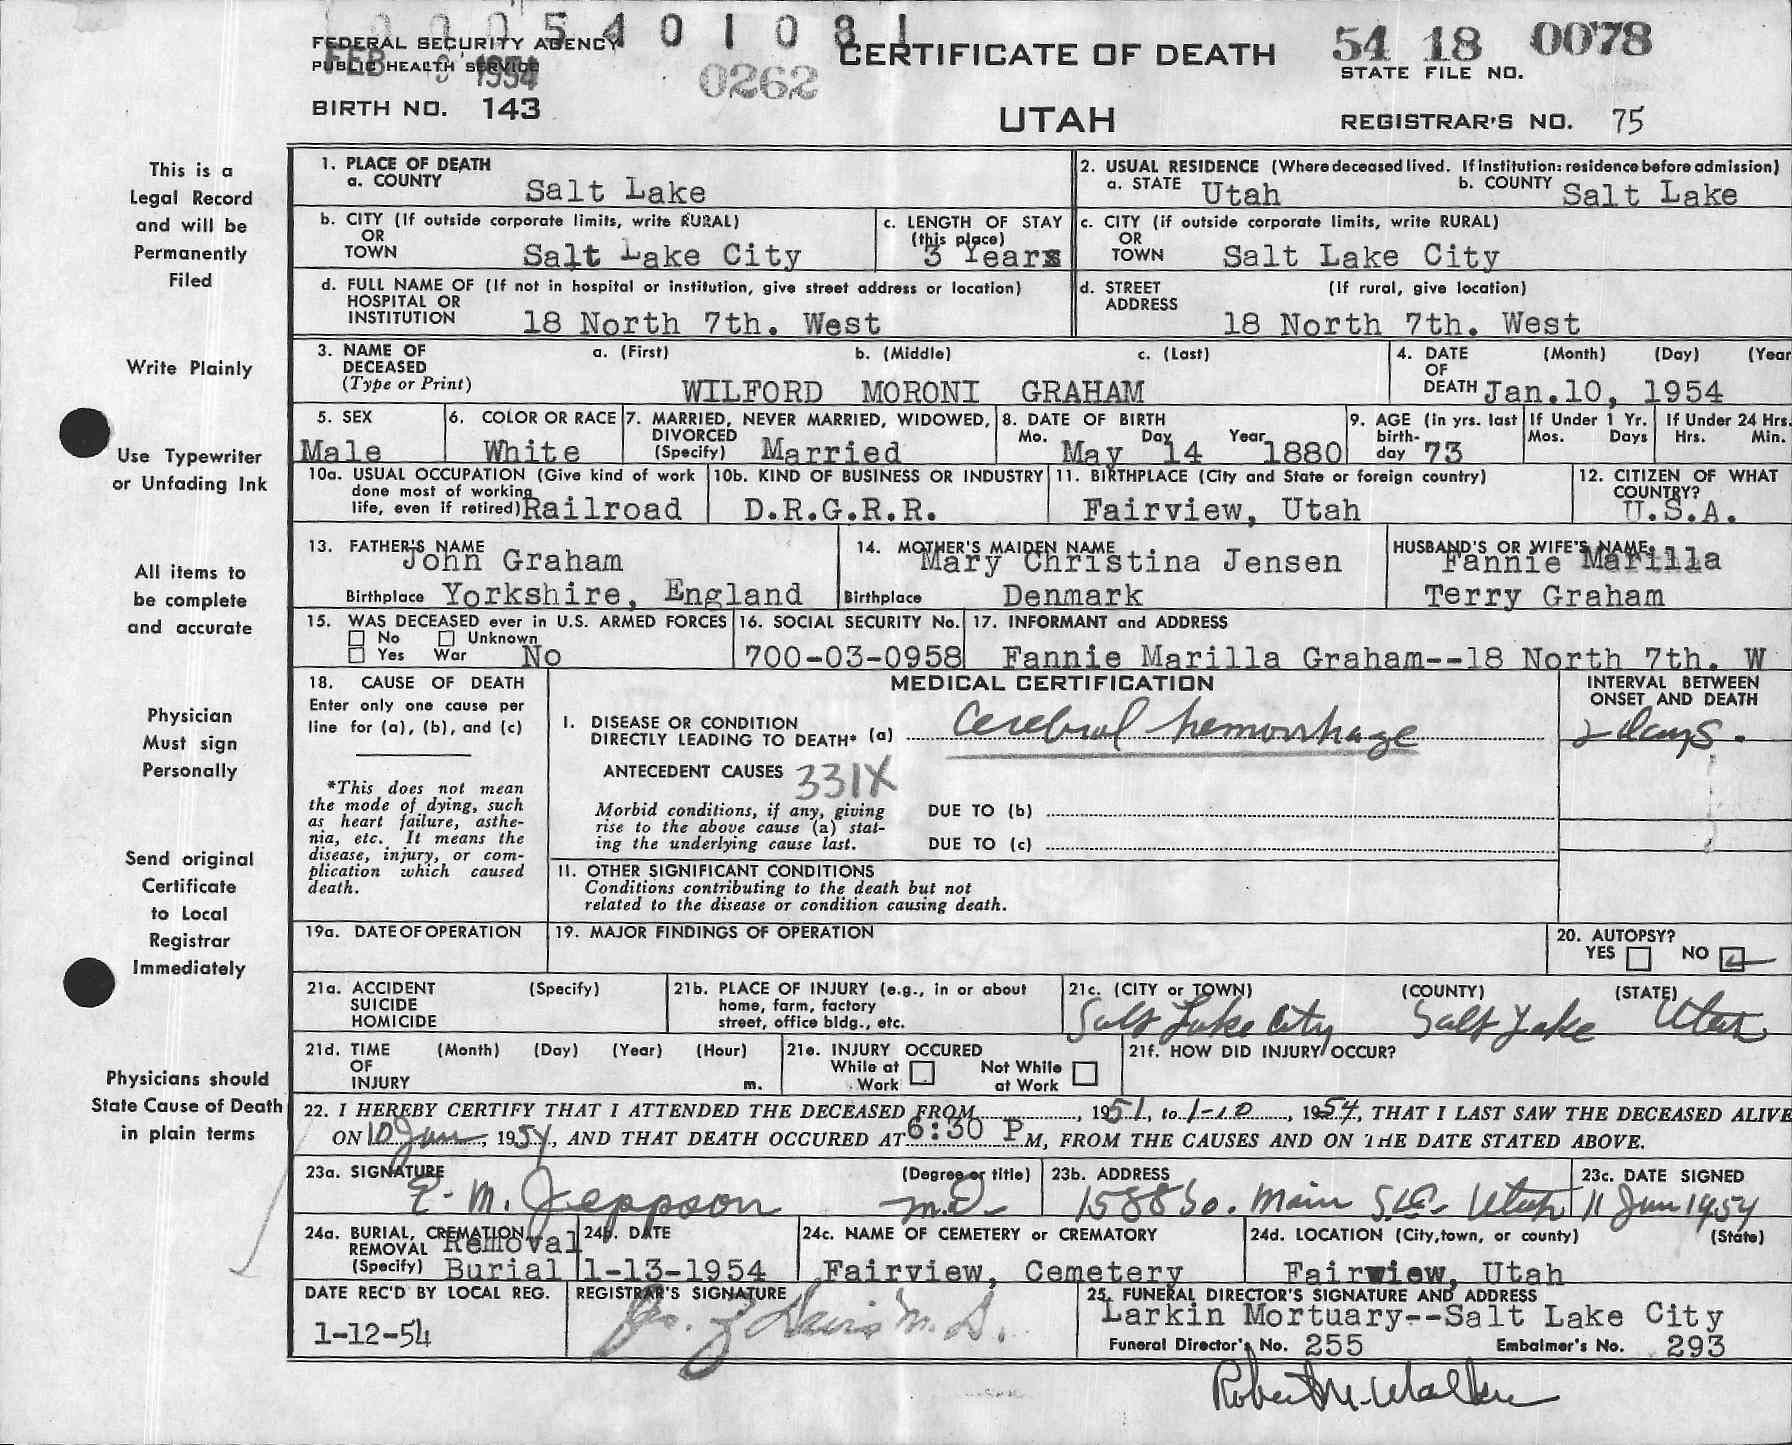 0005401081
FEDERAL SECURITY AGENCY
PUBLIC HEALTH SERVICE
FEB 9 1954
0262
CERTIFICATE OF DEATH
54 18 0078
STATE FILE NO.
BIRTH NO. 143
UTAH
REGISTRAR'S NO. 75
This is a
Legal Record
and will be
Permanently
Filed
Write Plainly
Use Typewriter
or Unfading Ink
All items to
be complete
and accurate
Physician
Must sign
Personally
Send original
Certificate
to Local
Registrar
Immediately
Physicians should
State Cause of Death
in plain terms
1. PLACE OF DEATH
a. COUNTY Salt Lake
2. USUAL RESIDENCE (Where deceased lived. If institution: residence before admission)
a. STATE Utah b. COUNTY Salt Lake
b. CITY (If outside corporate limits, write RURAL)
OR
TOWN Salt Lake City
c. LENGTH OF STAY
(this place)
3 Years
c. CITY (if outside corporate limits, write RURAL)
OR
TOWN Salt Lake City
d. FULL NAME OF (If not in hospital or institution, give street address or location)
HOSPITAL OR
INSTITUTION 18 North 7th. West
d. STREET (If rural, give location)
ADDRESS
18 North 7th. West
3. NAME OF a. (First) b. (Middle) c. (Last)
DECEASED
(Type or Print) WILFORD MORONI GRAHAM
4. DATE (Month) (Day) (Year
OF
DEATH Jan.10, 1954
5. SEX
Male
6. COLOR OR RACE
White
7. MARRIED, NEVER MARRIED, WIDOWED,
DIVORCED
(Specify) Married
8. DATE OF BIRTH
Mo. Day Year
May 14 1880
9. AGE (in yrs. last
birth-
day 73
If Under 1 Yr.
Mos. Days
If Under 24 Hrs.
Hrs. Min.
10a. USUAL OCCUPATION (Give kind of work
done most of working
life, even if retired) Railroad
10b. KIND OF BUSINESS OR INDUSTRY
D.R.G.R.R.
11. BIRTHPLACE (City and State or foreign country)
Fairview, Utah
12. CITIZEN OF WHAT
COUNTRY?
U.S.A.
13. FATHER'S NAME
John Graham
Birthplace Yorkshire, England
14. MOTHER'S MAIDEN NAME
Mary Christina Jensen
Birthplace Denmark
HUSBAND'S OR WIFE'S NAME
Fannie Marilla
Terry Graham
15. WAS DECEASED ever in U.S. ARMED FORCES
No Unknown
Yes War No
16. SOCIAL SECURITY No.
700-03-0958
17. INFORMANT and ADDRESS
Fannie Marilla Graham--18 North 7th. W
18. CAUSE OF DEATH
Enter only one cause per
line for (a), (b), and (c)
*This does not mean
the mode of dying, such
as heart failure, asthe-
nia, etc. It means the
disease, injury, or com-
plication which caused
death.
MEDICAL CERTIFICATION
I. DISEASE OR CONDITION
DIRECTLY LEADING TO DEATH* (a) Cerebral hemorrhage
ANTECEDENT CAUSES 331X
Morbid conditions, if any, giving
rise to the above cause (a) stat-
ing the underlying cause last.
DUE TO (b)
DUE TO (c)
II. OTHER SIGNIFICANT CONDITIONS
Conditions contributing to the death but not
related to the disease or condition causing death.
INTERVAL BETWEEN
ONSET AND DEATH
2 days.
19a. DATE OF OPERATION
19. MAJOR FINDINGS OF OPERATION
20. AUTOPSY?
YES NO
21a. ACCIDENT (Specify)
SUICIDE
HOMICIDE
21b. PLACE OF INJURY (e.g., in or about
home, farm, factory
street, office bldg., etc.
21c. (CITY or TOWN) (COUNTY) (STATE)
Salt Lake City Salt Lake Utah
21d. TIME (Month) (Day) (Year) (Hour)
OF
INJURY m.
21e. INJURY OCCURED
While at Not While
Work at Work
21f. HOW DID INJURY OCCUR?
22. I HEREBY CERTIFY THAT I ATTENDED THE DECEASED FROM , 1951, to 1-10, 1954, THAT I LAST SAW THE DECEASED ALIVE
ON 10 Jan, 1954, AND THAT DEATH OCCURED AT 6:30 P M, FROM THE CAUSES AND ON THE DATE STATED ABOVE.
23a. SIGNATURE (Degree or title)
E. M. Jeppson M.D.
23b. ADDRESS
1588 So. Main S.L.C. Utah
23c. DATE SIGNED
11 Jan 1954
24a. BURIAL, CREMATION,
REMOVAL Removal
(Specify) Burial
24b. DATE
1-13-1954
24c. NAME OF CEMETERY or CREMATORY
Fairview, Cemetery
24d. LOCATION (City, town, or county) (State)
Fairview, Utah
DATE REC'D BY LOCAL REG.
1-12-54
REGISTRAR'S SIGNATURE
Davis M.D.
25. FUNERAL DIRECTOR'S SIGNATURE AND ADDRESS
Larkin Mortuary--Salt Lake City
Funeral Director's No. 255 Embalmer's No. 293
Robert M. Walker